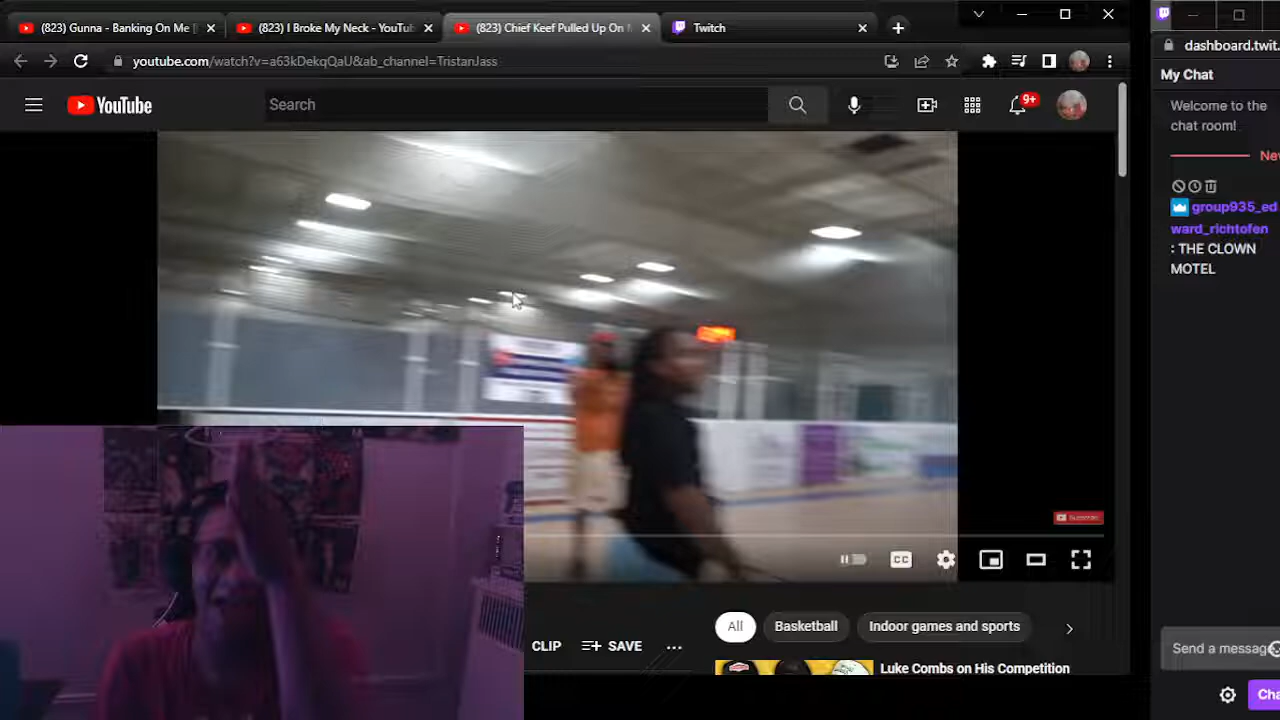 (823) Gunna - Banking On Me [
(823) I Broke My Neck - YouTub
(823) Chief Keef Pulled Up On M
Twitch
youtube.com/watch?v=a63kDekqQaU&ab_channel=TristanJass
dashboard.twit
YouTube
Search
9+
My Chat
Welcome to the
chat room!
New
group935_ed
ward_richtofen
: THE CLOWN
MOTEL
CC
CLIP
SAVE
All
Basketball
Indoor games and sports
Luke Combs on His Competition
Send a message
Cha